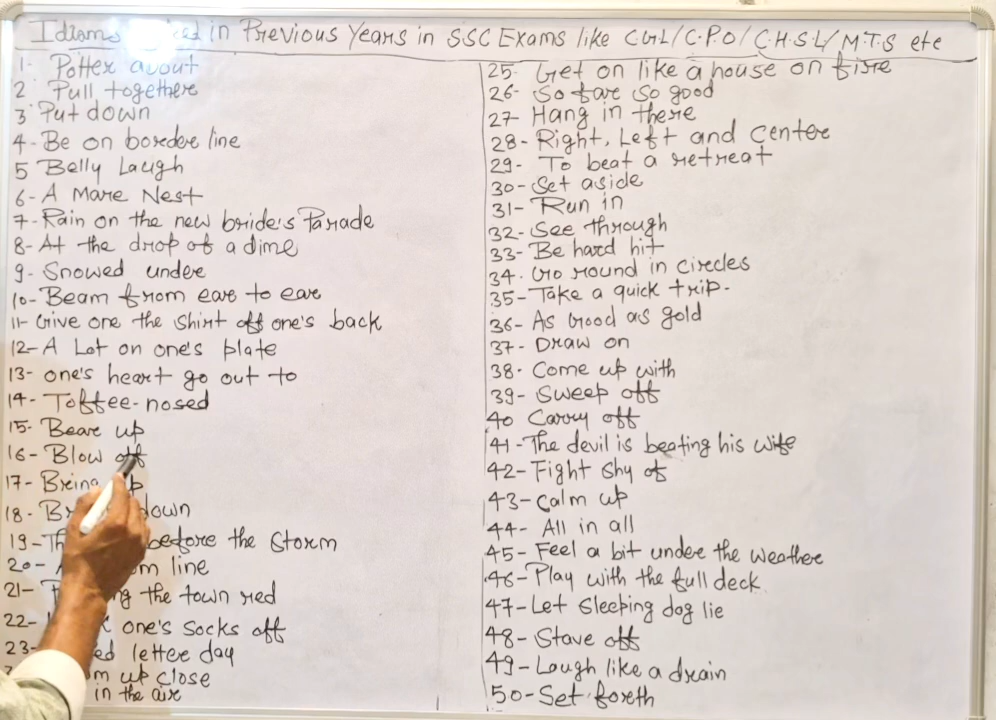 Idioms in Previous Years in SSC Exams like CGL/C.P.O/C.H.S.L/M.T.S etc
1- Potter about
2 Pull together
3 Put down
4- Be on border line
5 Belly Laugh
6- A Mare Nest
7- Rain on the new bride's Parade
8- At the drop of a dime
9- Snowed under
10- Beam from ear to ear
11- Give one the shirt off one's back
12- A Lot on one's plate
13- one's heart go out to
14- Toffee-nosed
15- Bear up
16- Blow off
17- Bring
18- down
19- before the Storm
20- line
21- the town red
22- one's socks off
23- letter day
up close
in the air
25- Get on like a house on fire
26- So far So good
27- Hang in there
28- Right, Left and Center
29- To beat a retreat
30- Set aside
31- Run in
32- See through
33- Be hard hit
34. Go round in circles
35- Take a quick trip-
36- As Good as gold
37- Draw on
38- Come up with
39- Sweep off
40 Carry off
41- The devil is beating his wife
42- Fight Shy of
43- Calm up
44- All in all
45- Feel a bit under the weather
46- Play with the full deck
47- Let Sleeping dog lie
48- Stave off
49- Laugh like a drain
50- Set forth